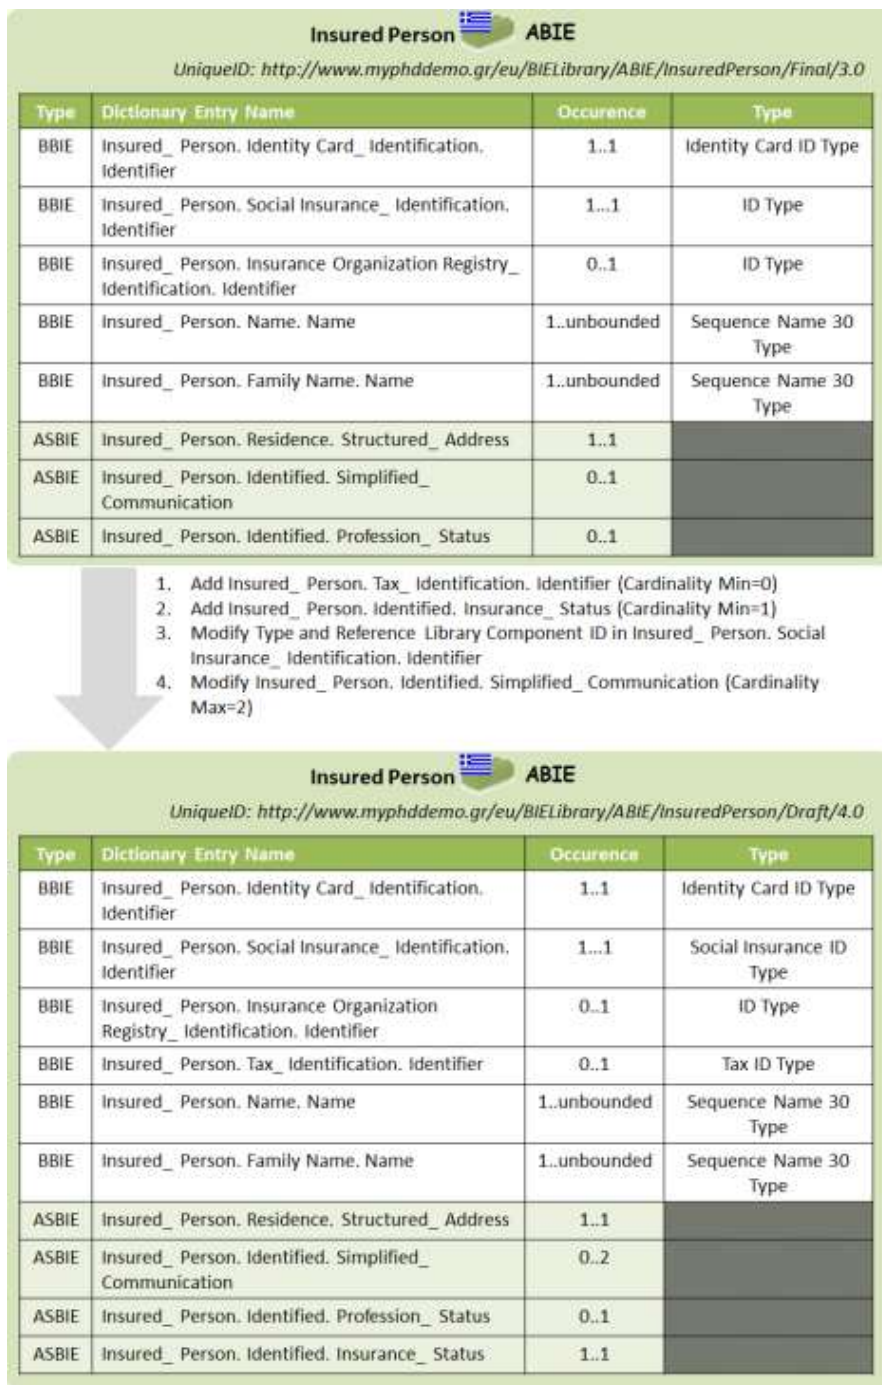 Insured Person ABIE
UniqueID: http://www.myphddemo.gr/eu/BIELibrary/ABIE/InsuredPerson/Final/3.0
Type Dictionary Entry Name Occurence Type
BBIE Insured_ Person. Identity Card_ Identification. 1..1 Identity Card ID Type
Identifier
BBIE Insured_ Person. Social Insurance_ Identification. 1...1 ID Type
Identifier
BBIE Insured_ Person. Insurance Organization Registry_ 0..1 ID Type
Identification. Identifier
BBIE Insured_ Person. Name. Name 1..unbounded Sequence Name 30
Type
BBIE Insured_ Person. Family Name. Name 1..unbounded Sequence Name 30
Type
ASBIE Insured_ Person. Residence. Structured_ Address 1..1
ASBIE Insured_ Person. Identified. Simplified_ 0..1
Communication
ASBIE Insured_ Person. Identified. Profession_ Status 0..1
1. Add Insured_ Person. Tax_ Identification. Identifier (Cardinality Min=0)
2. Add Insured_ Person. Identified. Insurance_ Status (Cardinality Min=1)
3. Modify Type and Reference Library Component ID in Insured_ Person. Social
Insurance_ Identification. Identifier
4. Modify Insured_ Person. Identified. Simplified_ Communication (Cardinality
Max=2)
Insured Person ABIE
UniqueID: http://www.myphddemo.gr/eu/BIELibrary/ABIE/InsuredPerson/Draft/4.0
Type Dictionary Entry Name Occurence Type
BBIE Insured_ Person. Identity Card_ Identification. 1..1 Identity Card ID Type
Identifier
BBIE Insured_ Person. Social Insurance_ Identification. 1...1 Social Insurance ID
Identifier Type
BBIE Insured_ Person. Insurance Organization 0..1 ID Type
Registry_ Identification. Identifier
BBIE Insured_ Person. Tax_ Identification. Identifier 0..1 Tax ID Type
BBIE Insured_ Person. Name. Name 1..unbounded Sequence Name 30
Type
BBIE Insured_ Person. Family Name. Name 1..unbounded Sequence Name 30
Type
ASBIE Insured_ Person. Residence. Structured_ Address 1..1
ASBIE Insured_ Person. Identified. Simplified_ 0..2
Communication
ASBIE Insured_ Person. Identified. Profession_ Status 0..1
ASBIE Insured_ Person. Identified. Insurance_ Status 1..1